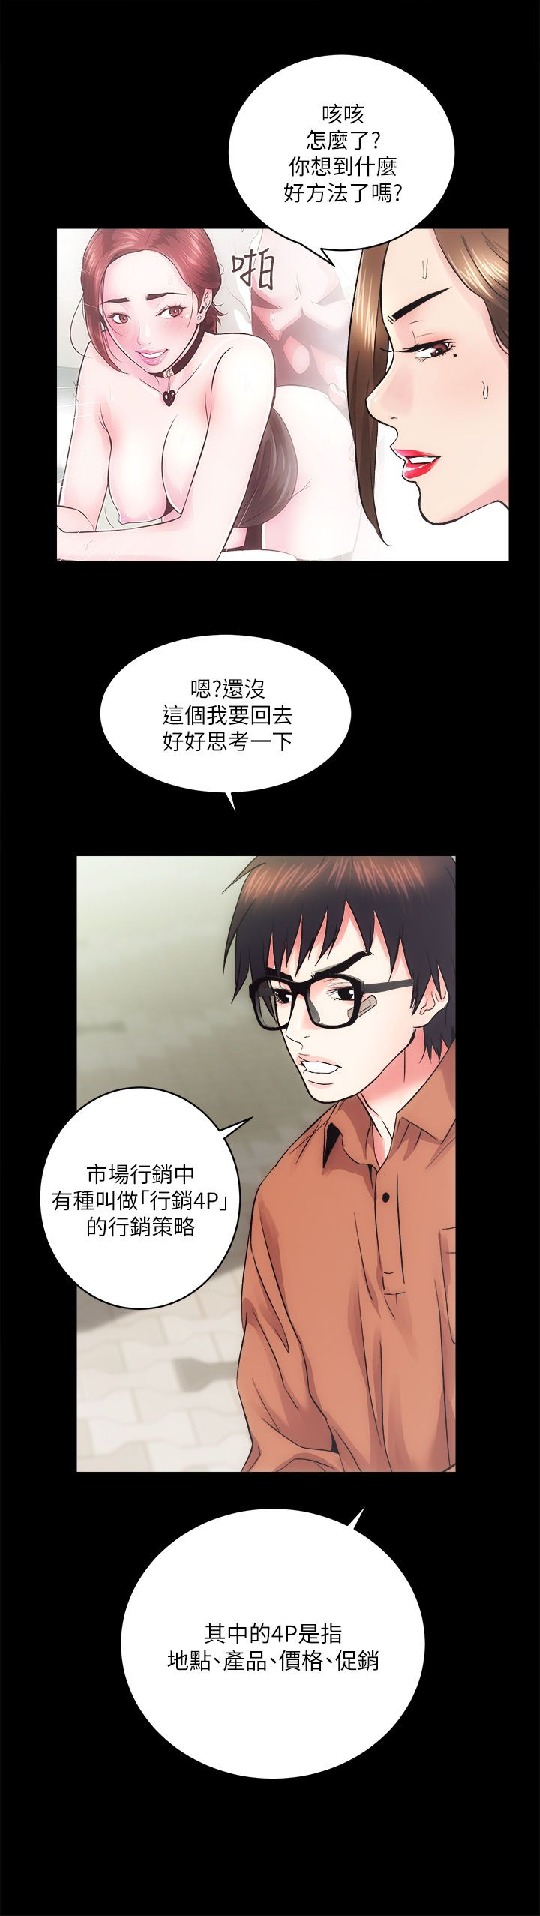 咳咳
怎麼了?
你想到什麼
好方法了嗎?
啪
嗯?還沒
這個我要回去
好好思考一下
市場行銷中
有種叫做「行銷4P」
的行銷策略
其中的4P是指
地點、產品、價格、促銷